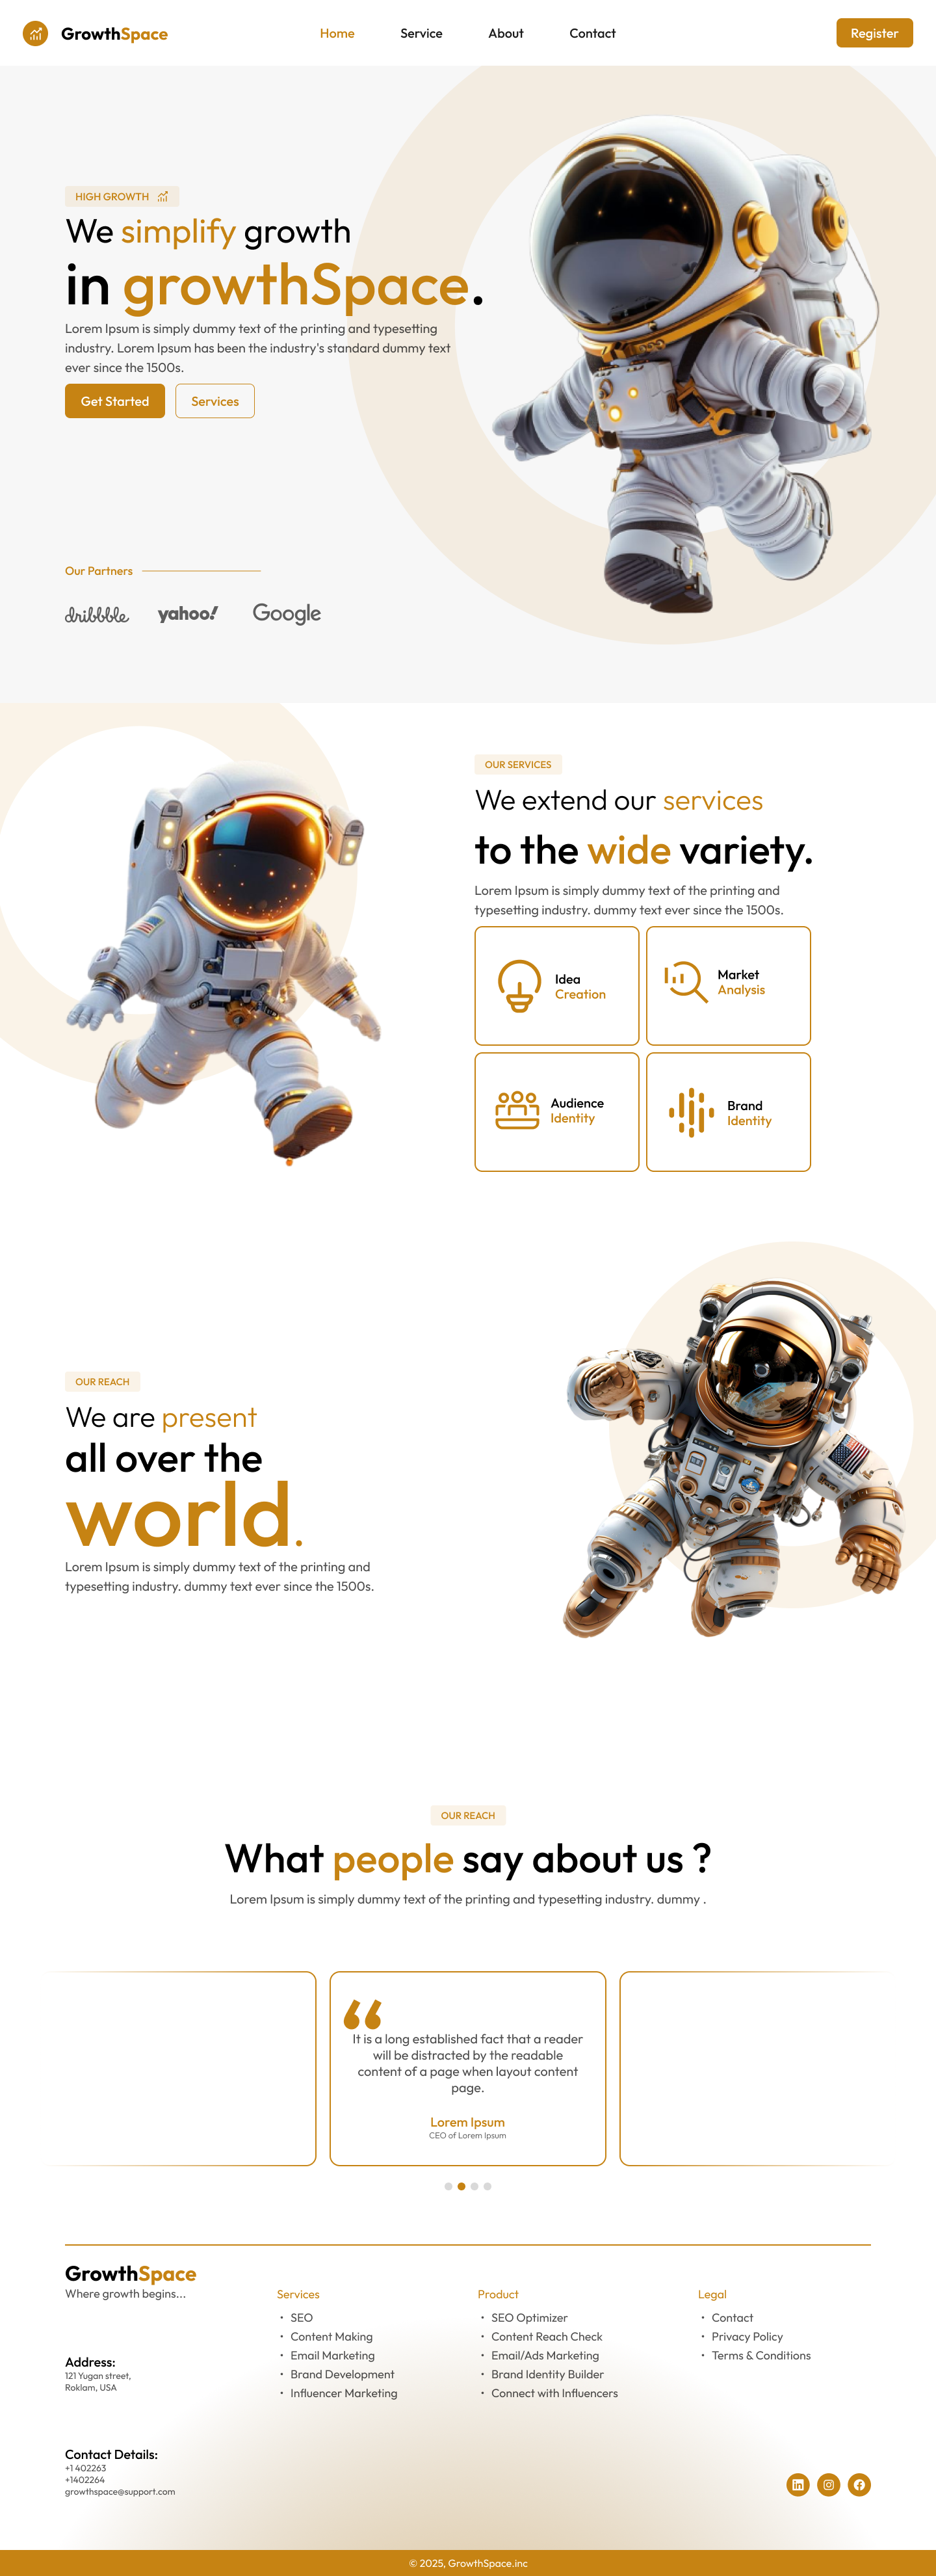 GrowthSpace
Home
Service
About
Contact
Register
HIGH GROWTH
We simplify growth
in growthSpace.
Lorem Ipsum is simply dummy text of the printing and typesetting
industry. Lorem Ipsum has been the industry's standard dummy text
ever since the 1500s.
Get Started
Services
Our Partners
dribbble
yahoo!
Google
OUR SERVICES
We extend our services
to the wide variety.
Lorem Ipsum is simply dummy text of the printing and
typesetting industry. dummy text ever since the 1500s.
Idea
Creation
Market
Analysis
Audience
Identity
Brand
Identity
OUR REACH
We are present
all over the
world.
Lorem Ipsum is simply dummy text of the printing and
typesetting industry. dummy text ever since the 1500s.
OUR REACH
What people say about us ?
Lorem Ipsum is simply dummy text of the printing and typesetting industry. dummy .
It is a long established fact that a reader
will be distracted by the readable
content of a page when layout content
page.
Lorem Ipsum
CEO of Lorem Ipsum
GrowthSpace
Where growth begins...
Address:
121 Yugan street,
Roklam, USA
Contact Details:
+1 402263
+1402264
growthspace@support.com
Services
• SEO
• Content Making
• Email Marketing
• Brand Development
• Influencer Marketing
Product
• SEO Optimizer
• Content Reach Check
• Email/Ads Marketing
• Brand Identity Builder
• Connect with Influencers
Legal
• Contact
• Privacy Policy
• Terms & Conditions
© 2025, GrowthSpace.inc